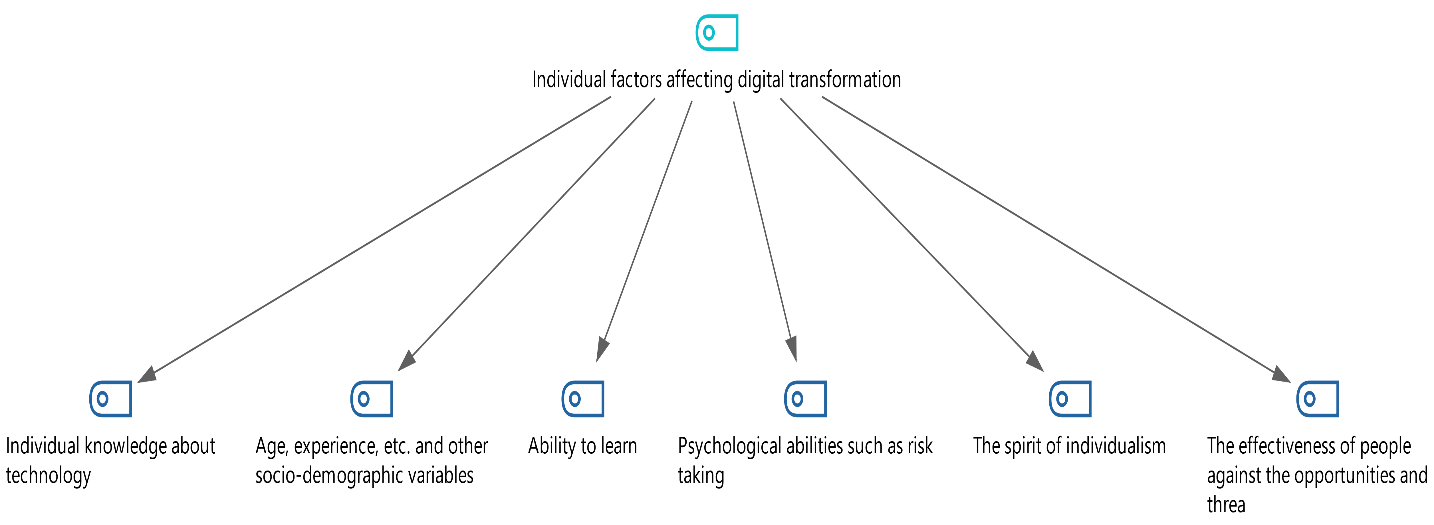 Individual factors affecting digital transformation
Individual knowledge about
technology
Age, experience, etc. and other
socio-demographic variables
Ability to learn
Psychological abilities such as risk
taking
The spirit of individualism
The effectiveness of people
against the opportunities and
threa